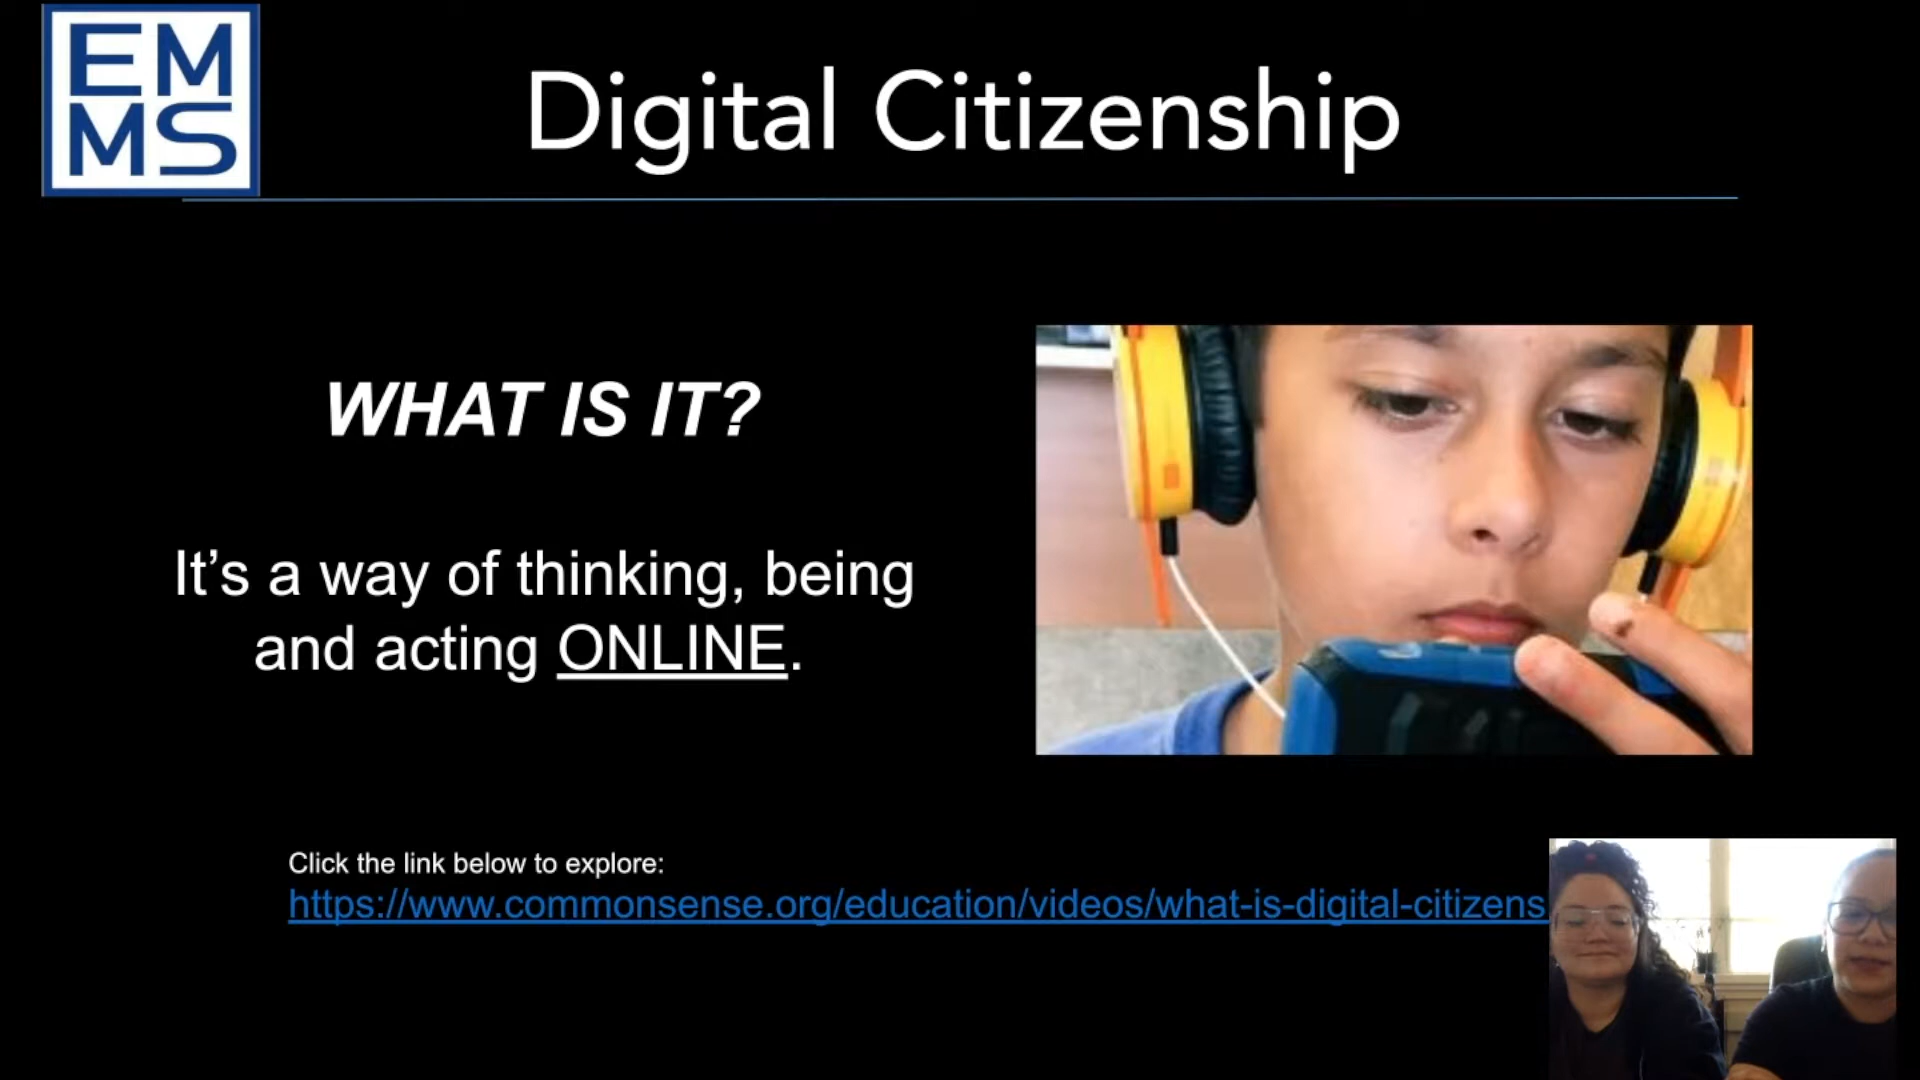 EM
MS
Digital Citizenship
WHAT IS IT?
It’s a way of thinking, being
and acting ONLINE.
Click the link below to explore:
https://www.commonsense.org/education/videos/what-is-digital-citizens